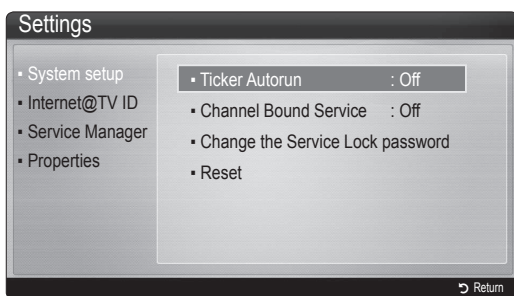 Settings
▪ System setup
▪ Internet@TV ID
▪ Service Manager
▪ Properties
▪ Ticker Autorun : Off
▪ Channel Bound Service : Off
▪ Change the Service Lock password
▪ Reset
Return